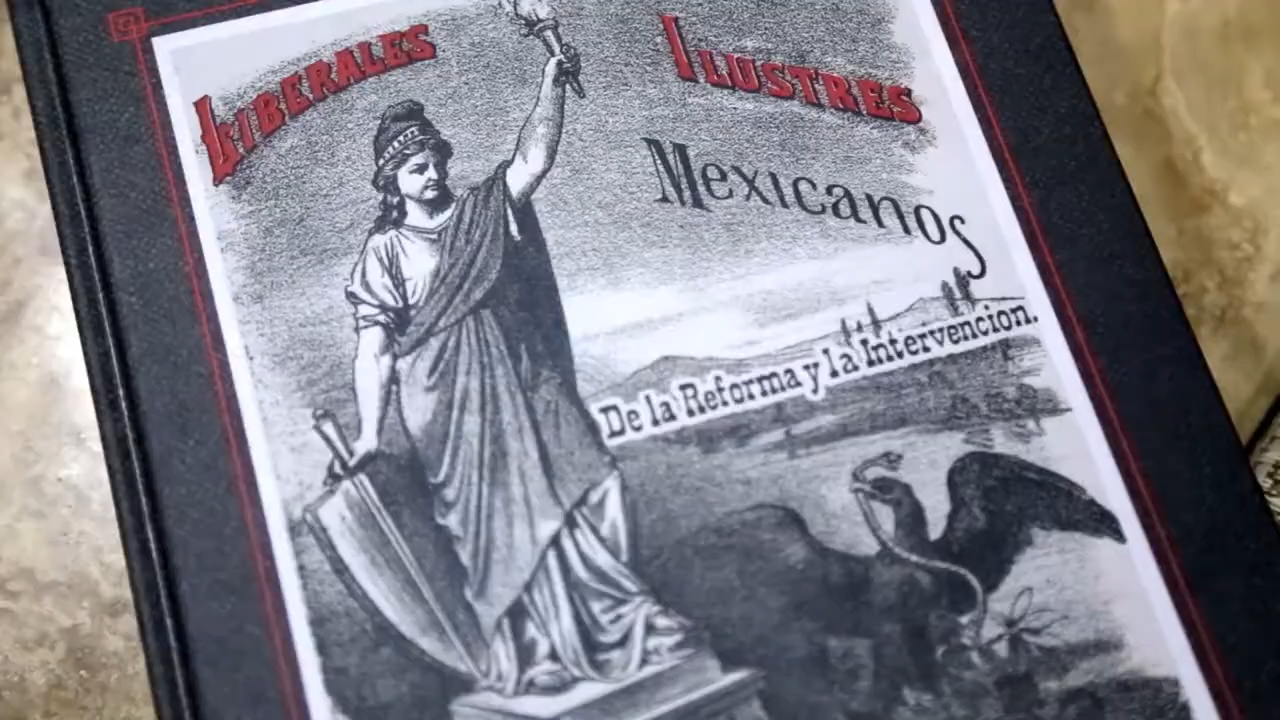 LIBERALES ILUSTRES
MEXICANOS
De la Reforma y la Intervencion.